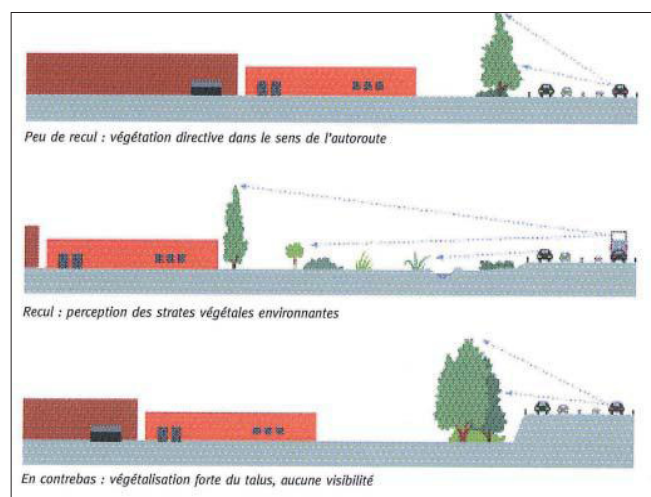 Peu de recul : végétation directive dans le sens de l'autoroute
Recul : perception des strates végétales environnantes
En contrebas : végétalisation forte du talus, aucune visibilité